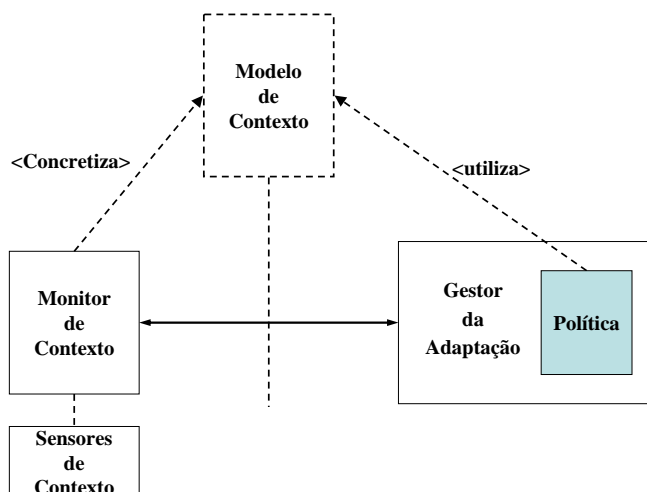 Modelo
de
Contexto
<Concretiza>
<utiliza>
Monitor
de
Contexto
Gestor
da
Adaptação
Política
Sensores
de
Contexto